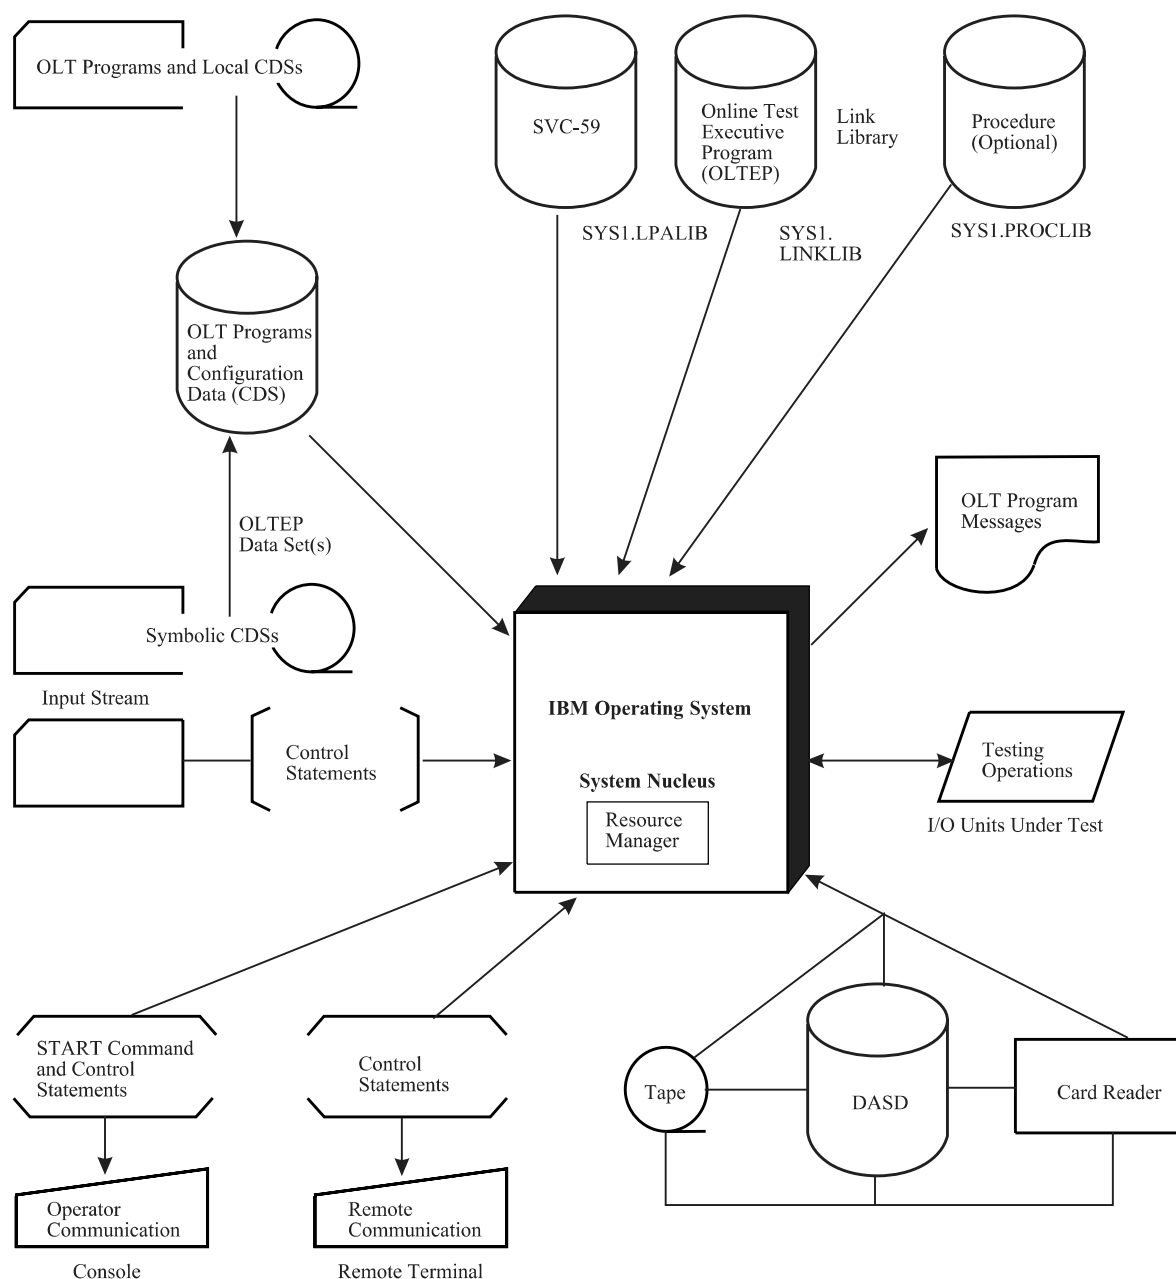 OLT Programs and Local CDSs
SVC-59
Online Test
Executive
Program
(OLTEP)
Link
Library
Procedure
(Optional)
SYS1.LPALIB
SYS1.
LINKLIB
SYS1.PROCLIB
OLT Programs
and
Configuration
Data (CDS)
OLTEP
Data Set(s)
OLT Program
Messages
Symbolic CDSs
Input Stream
Control
Statements
IBM Operating System
System Nucleus
Resource
Manager
Testing
Operations
I/O Units Under Test
START Command
and Control
Statements
Control
Statements
Tape
DASD
Card Reader
Operator
Communication
Console
Remote
Communication
Remote Terminal